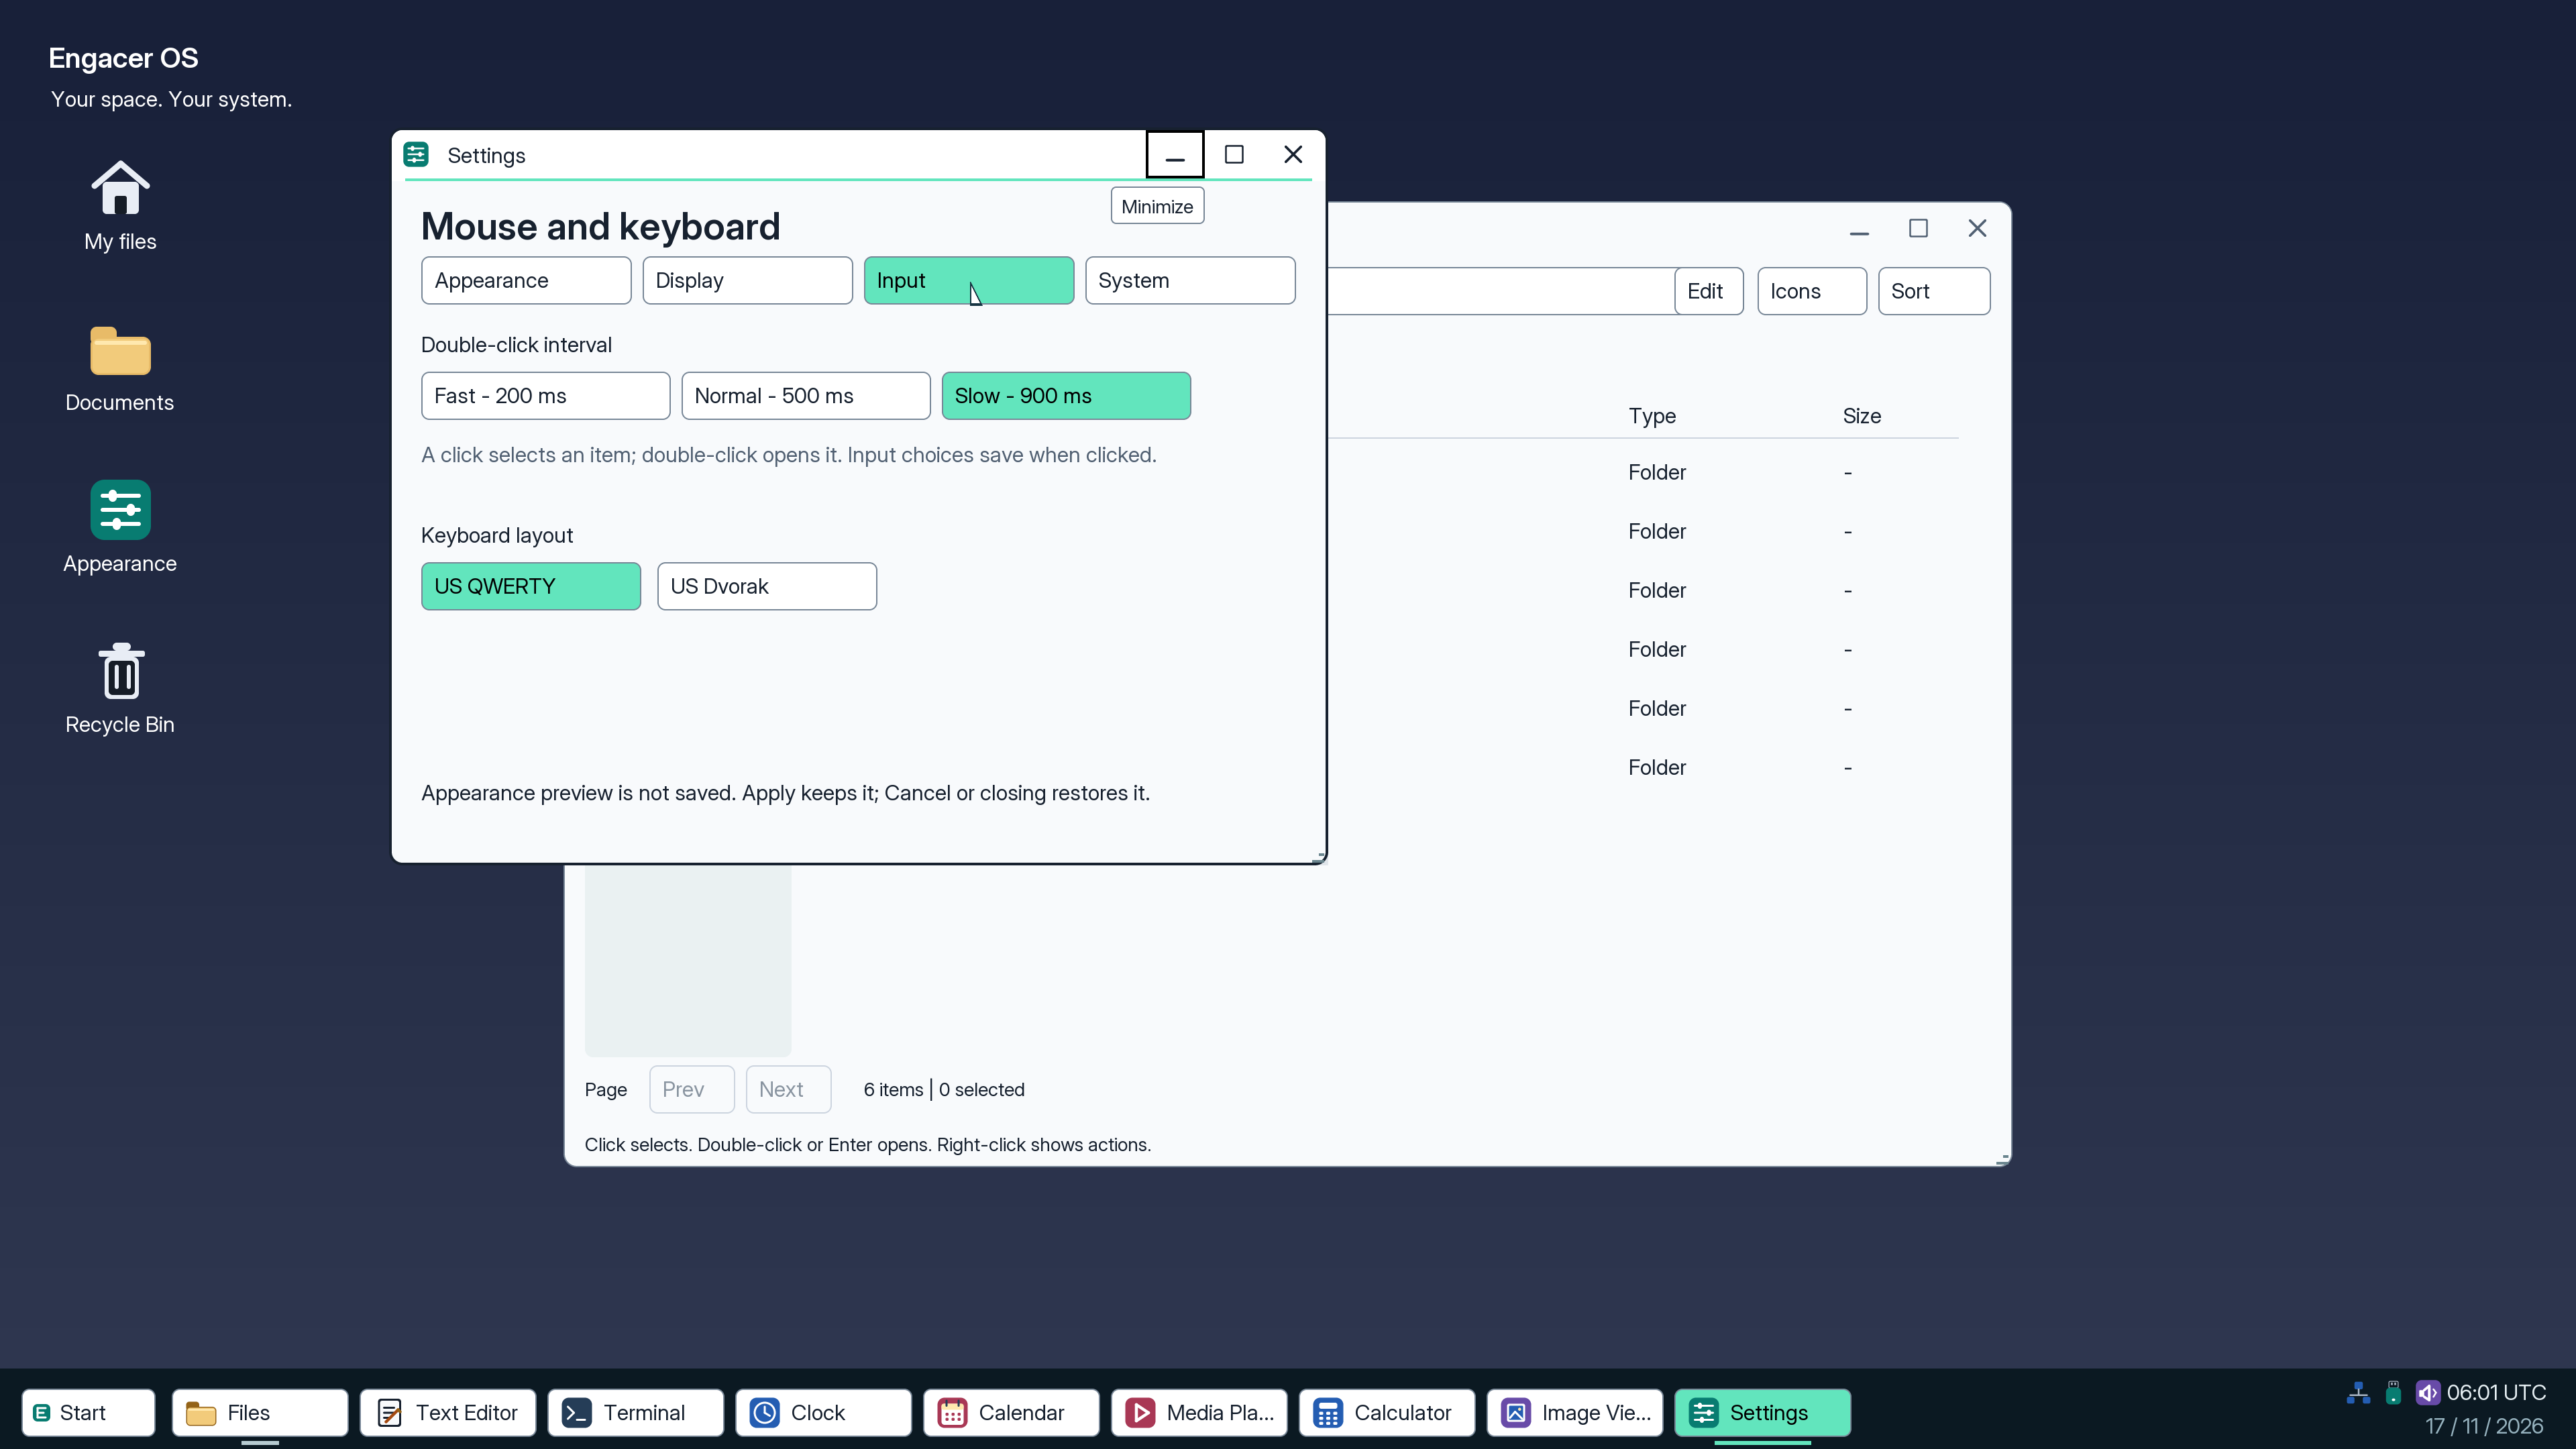 Engacer OS
Your space. Your system.
My files
Documents
Appearance
Recycle Bin
Settings
Minimize
Mouse and keyboard
Appearance Display Input System
Double-click interval
Fast - 200 ms Normal - 500 ms Slow - 900 ms
A click selects an item; double-click opens it. Input choices save when clicked.
Keyboard layout
US QWERTY US Dvorak
Appearance preview is not saved. Apply keeps it; Cancel or closing restores it.
Edit Icons Sort
Type Size
Folder -
Folder -
Folder -
Folder -
Folder -
Folder -
Page Prev Next 6 items | 0 selected
Click selects. Double-click or Enter opens. Right-click shows actions.
E Start Files Text Editor Terminal Clock Calendar Media Pla... Calculator Image Vie... Settings
06:01 UTC
17 / 11 / 2026